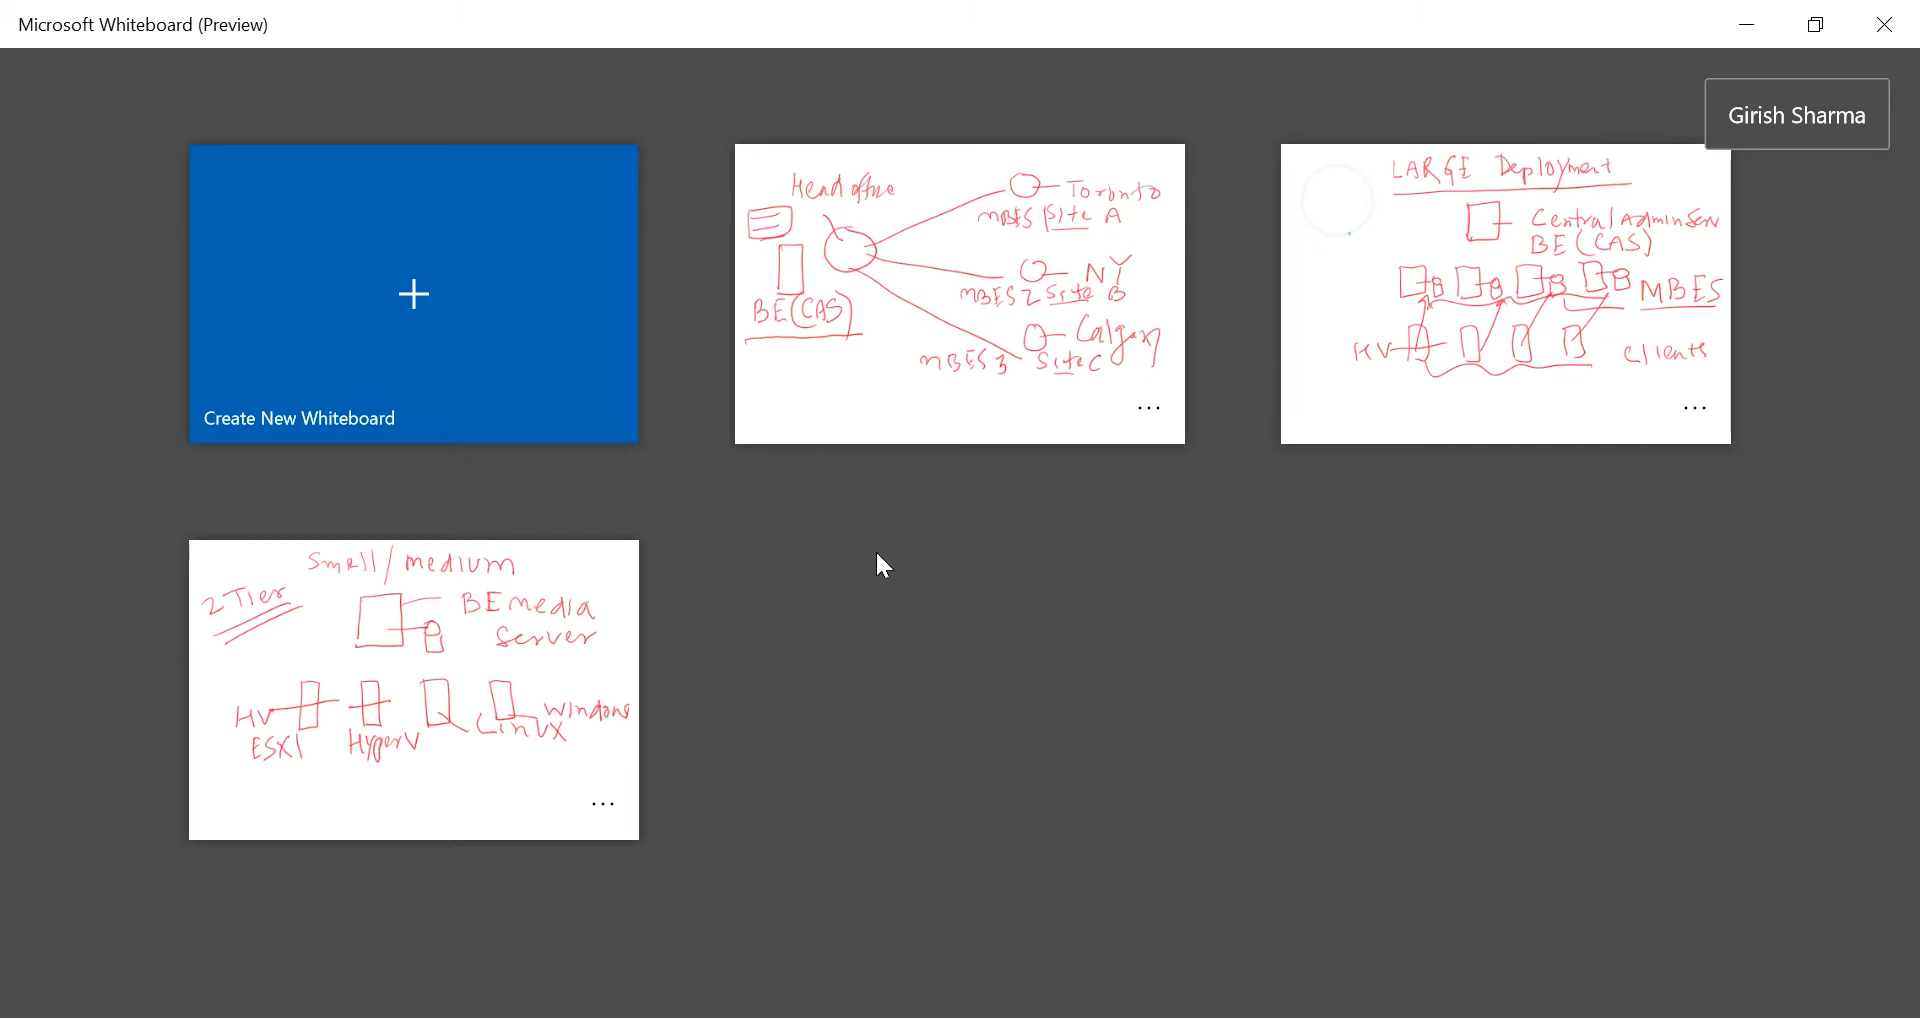 Microsoft Whiteboard (Preview)
Girish Sharma
Create New Whiteboard
Head office
Toronto
MBES 1 Site A
NY
MBES 2 Site B
BE (CAS)
Calgary
MBES 3 Site C
LARGE Deployment
Central Admin Serv
BE (CAS)
MBES
HV
Clients
Small/medium
2 Tier
BE media
Server
HV
Windows
Linux
ESXI
HyperV